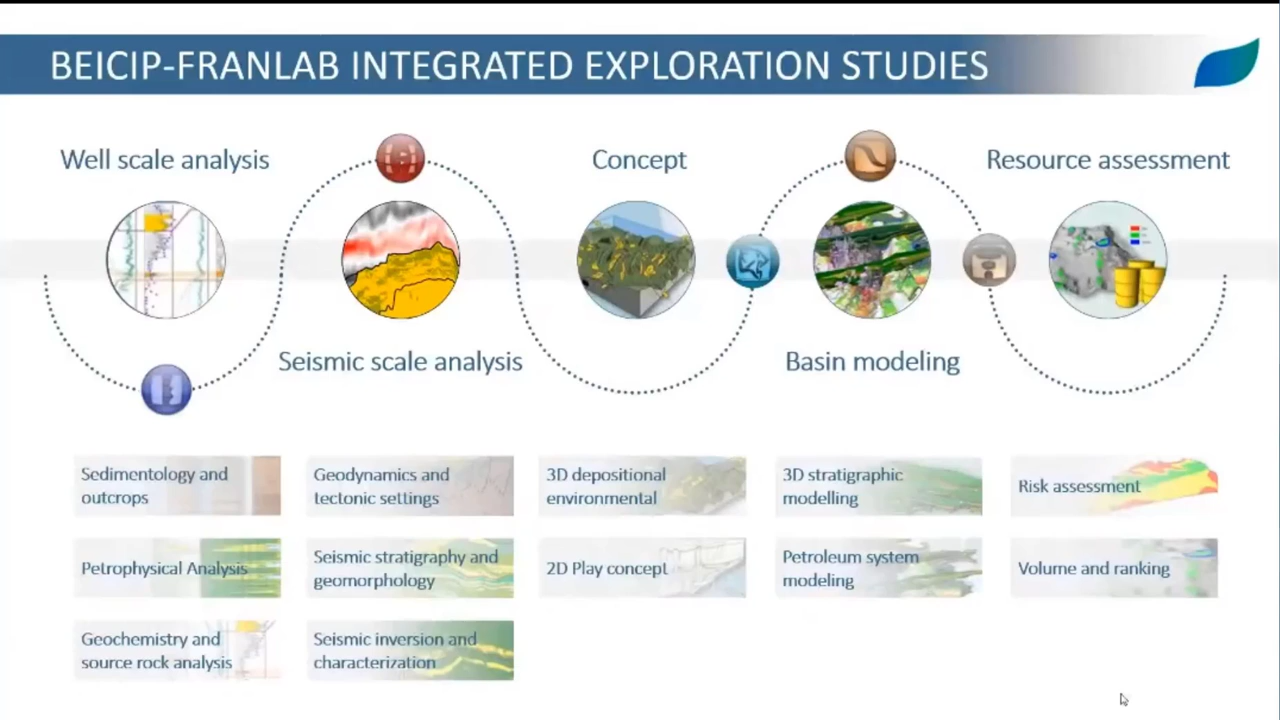 BEICIP-FRANLAB INTEGRATED EXPLORATION STUDIES
Well scale analysis
Concept
Resource assessment
Seismic scale analysis
Basin modeling
Sedimentology and
outcrops
Geodynamics and
tectonic settings
3D depositional
environmental
3D stratigraphic
modelling
Risk assessment
Petrophysical Analysis
Seismic stratigraphy and
geomorphology
2D Play concept
Petroleum system
modeling
Volume and ranking
Geochemistry and
source rock analysis
Seismic inversion and
characterization